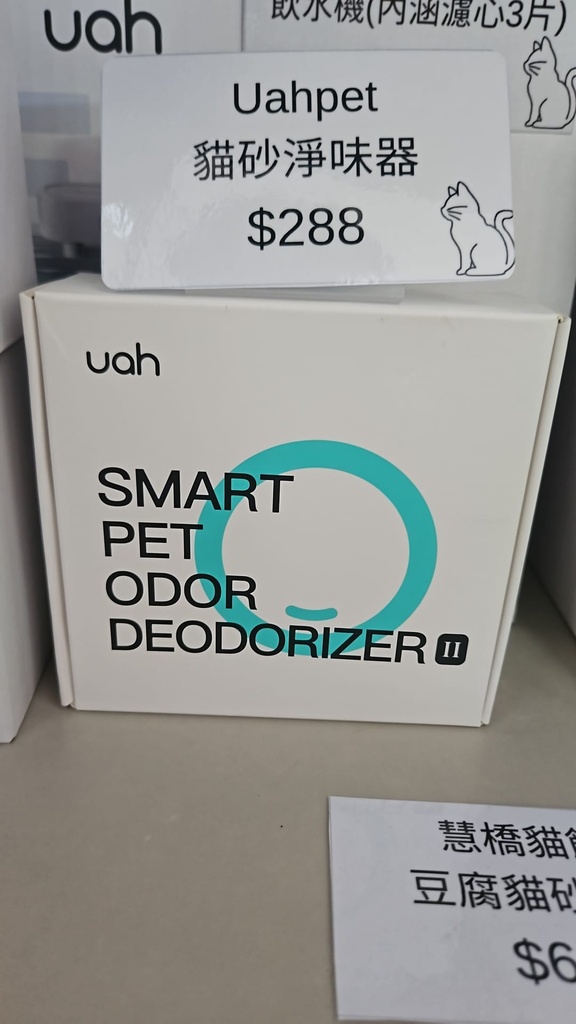 uah
飲水機(內涵濾心3片)
Uahpet
貓砂淨味器
$288
uah
SMART
PET
ODOR
DEODORIZER II
慧橋貓
豆腐貓砂
$6